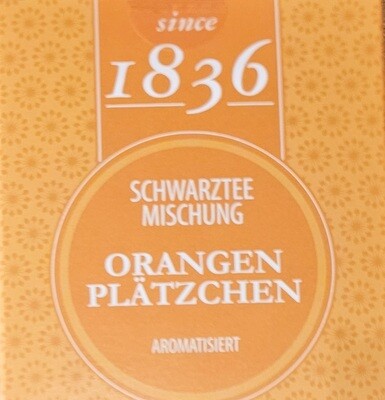 since
1836
SCHWARZTEE
MISCHUNG
ORANGEN
PLÄTZCHEN
AROMATISIERT